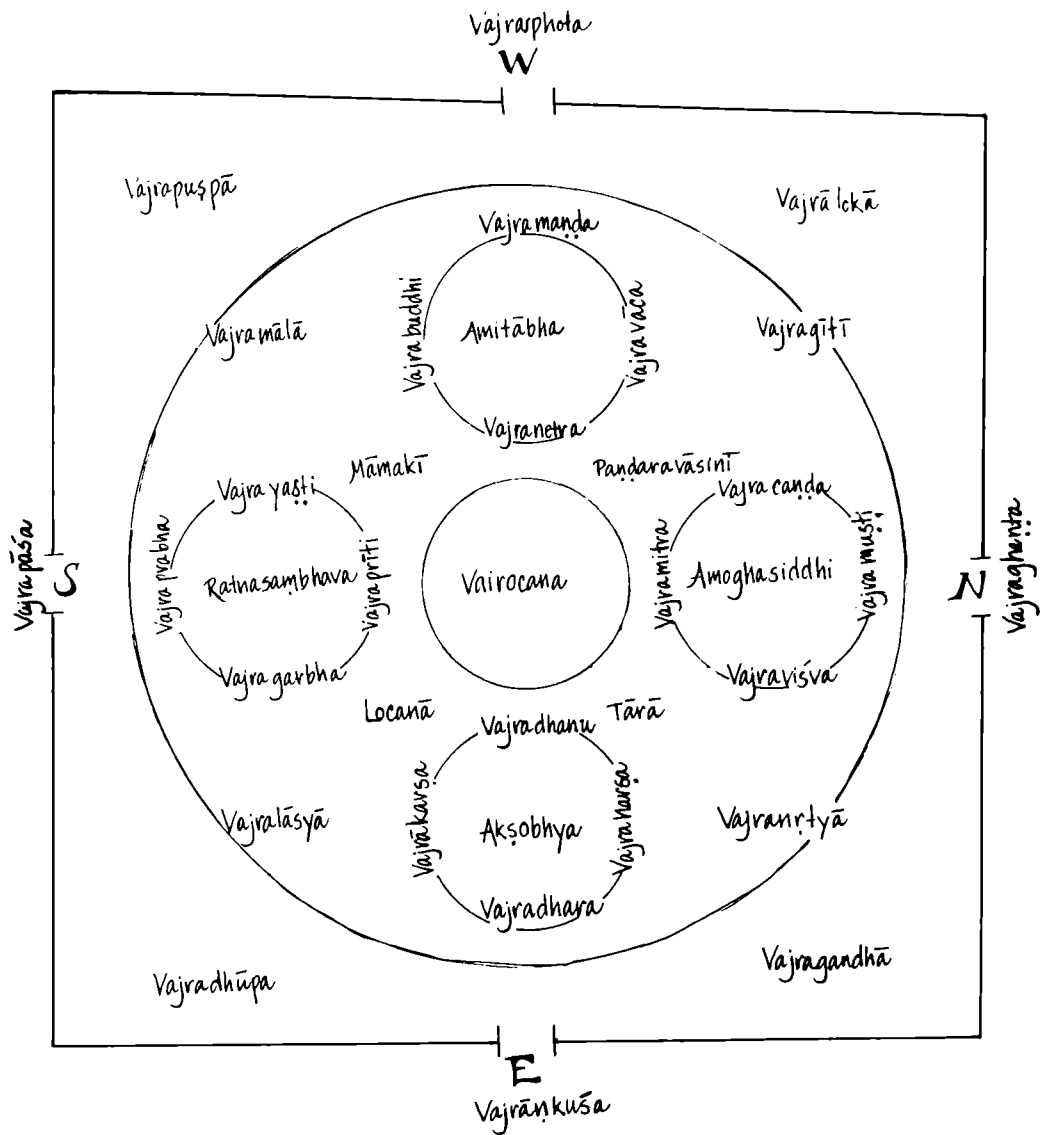 Vajrasphoṭa
W
Vajrapuṣpā
Vajrālokā
Vajramaṇḍa
Vajrabuddhi
Amitābha
Vajravāca
Vajranetra
Vajramālā
Vajragītī
Māmakī
Paṇḍaravāsinī
Vajrayaṣṭi
Vajraprabha
Ratnasaṃbhava
Vajraprīti
Vajragarbha
Vairocana
Vajracaṇḍa
Vajramitra
Amoghasiddhi
Vajramuṣṭi
Vajraviśva
Vajrapāśa
S
N
Vajraghaṇṭa
Locanā
Tārā
Vajradhanu
Vajrākarṣa
Akṣobhya
Vajraharṣa
Vajradhara
Vajralāsyā
Vajranṛtyā
Vajradhūpa
Vajragandhā
E
Vajrāṇkuśa